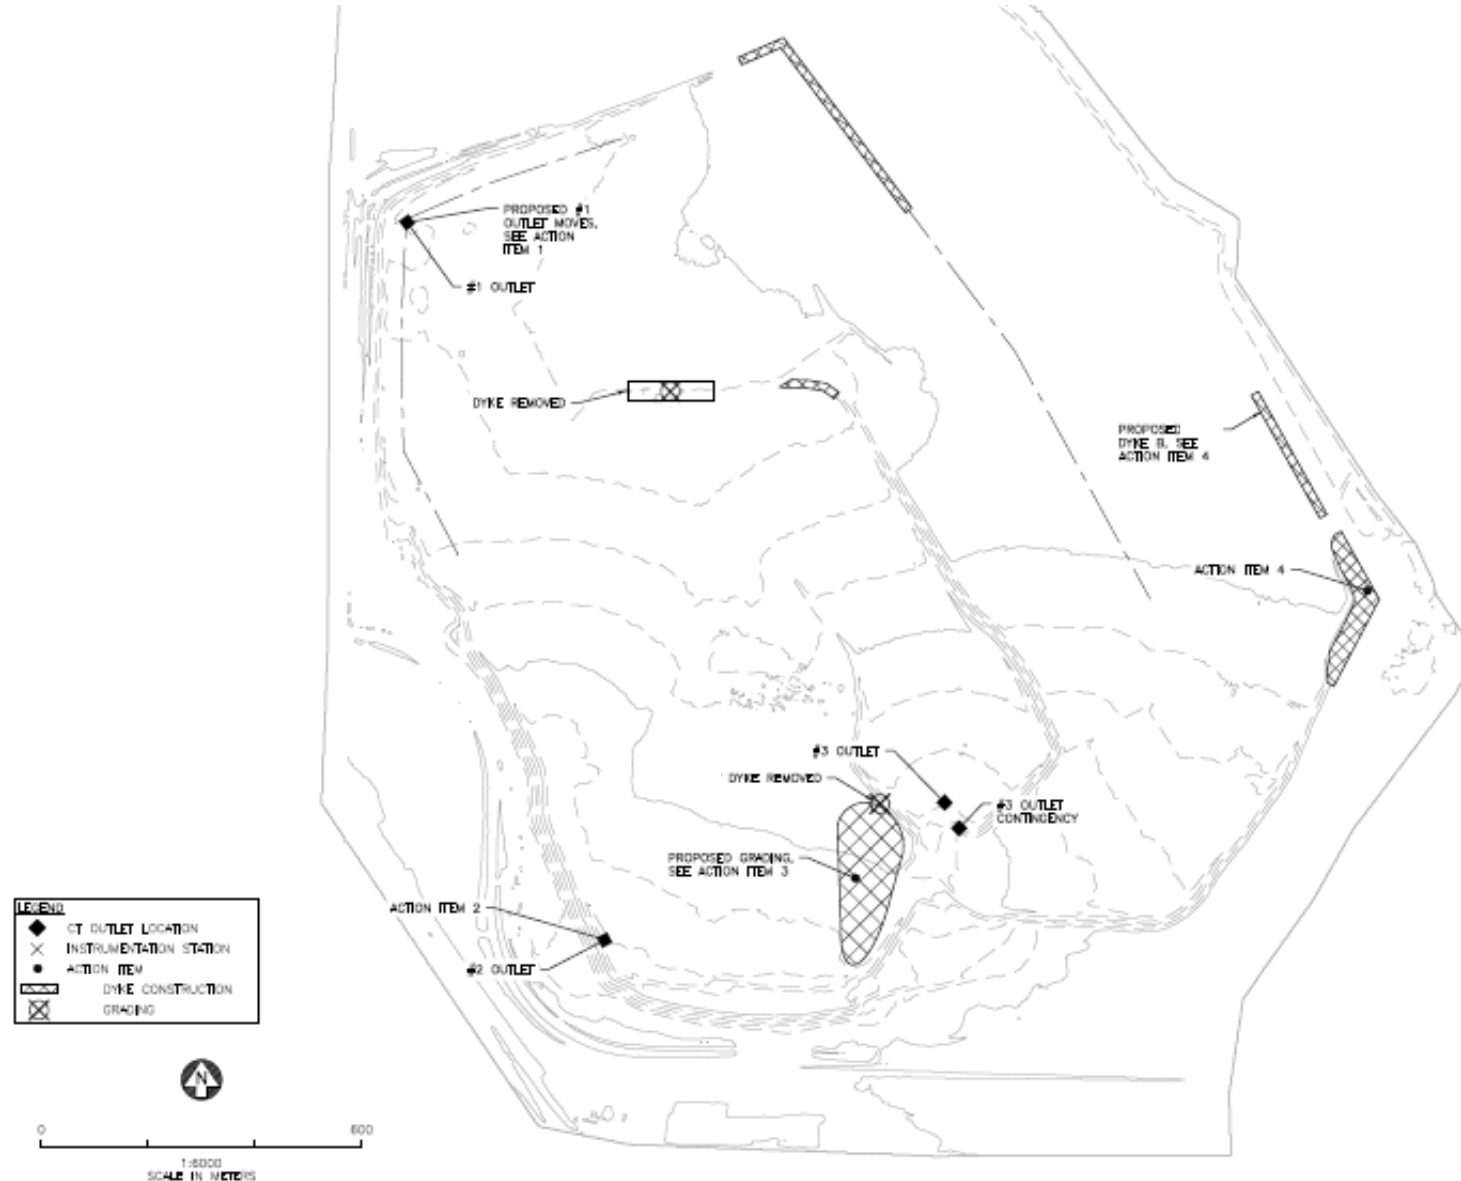 PROPOSED #1
OUTLET MOVES,
SEE ACTION
ITEM 1
#1 OUTLET
DYKE REMOVED
PROPOSED
DYKE B, SEE
ACTION ITEM 4
ACTION ITEM 4
#3 OUTLET
DYKE REMOVED
#3 OUTLET
CONTINGENCY
PROPOSED GRADING,
SEE ACTION ITEM 3
ACTION ITEM 2
#2 OUTLET
LEGEND
CT OUTLET LOCATION
INSTRUMENTATION STATION
ACTION ITEM
DYKE CONSTRUCTION
GRADING
N
0 600
1:6000
SCALE IN METERS